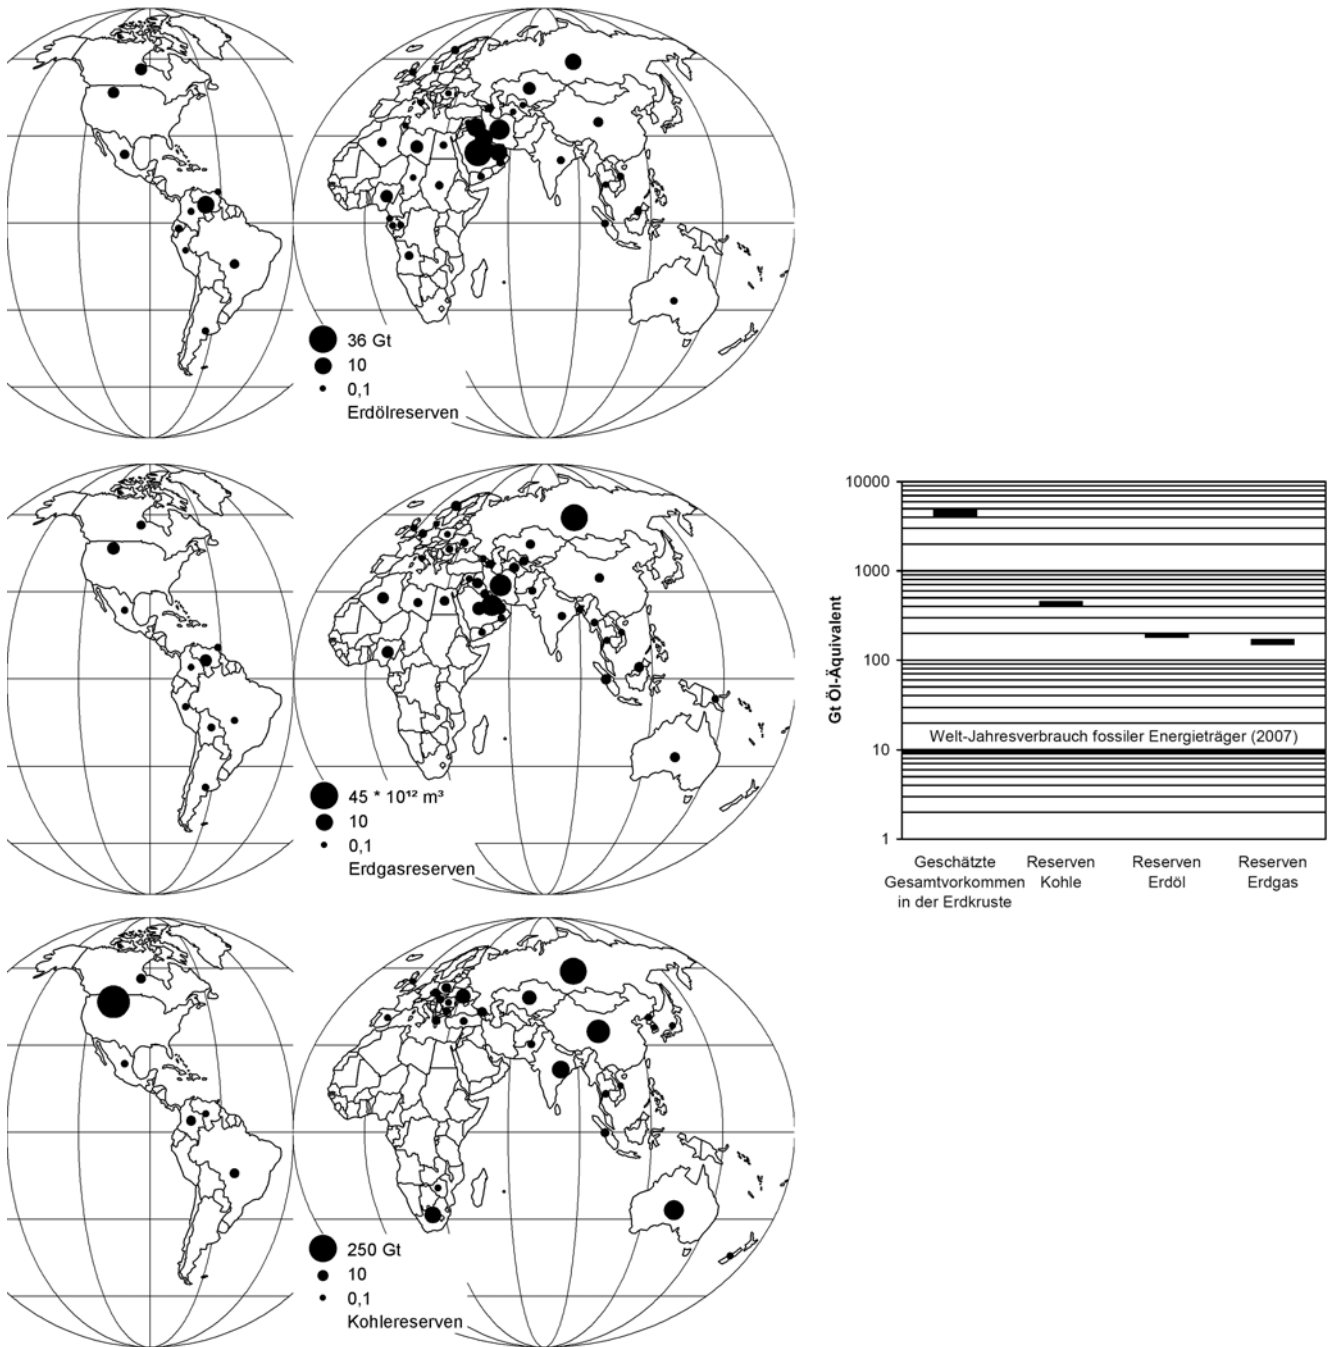 36 Gt
10
0,1
Erdölreserven
45 * 10¹² m³
10
0,1
Erdgasreserven
250 Gt
10
0,1
Kohlereserven
Gt Öl-Äquivalent
10000
1000
100
10
1
Welt-Jahresverbrauch fossiler Energieträger (2007)
Geschätzte
Gesamtvorkommen
in der Erdkruste
Reserven
Kohle
Reserven
Erdöl
Reserven
Erdgas